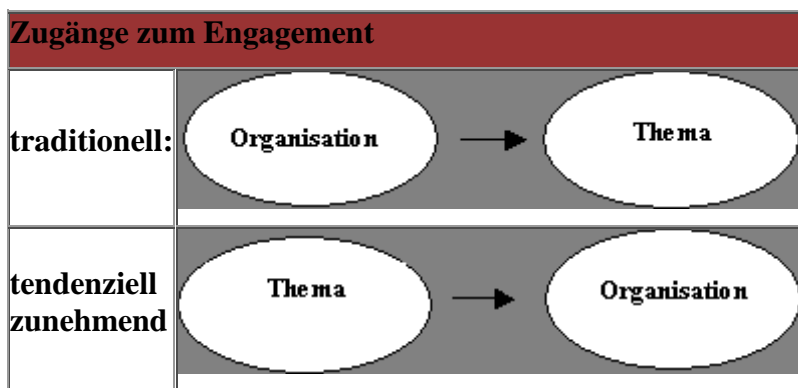 Zugänge zum Engagement
traditionell:
Organisation
Thema
tendenziell
zunehmend
Thema
Organisation